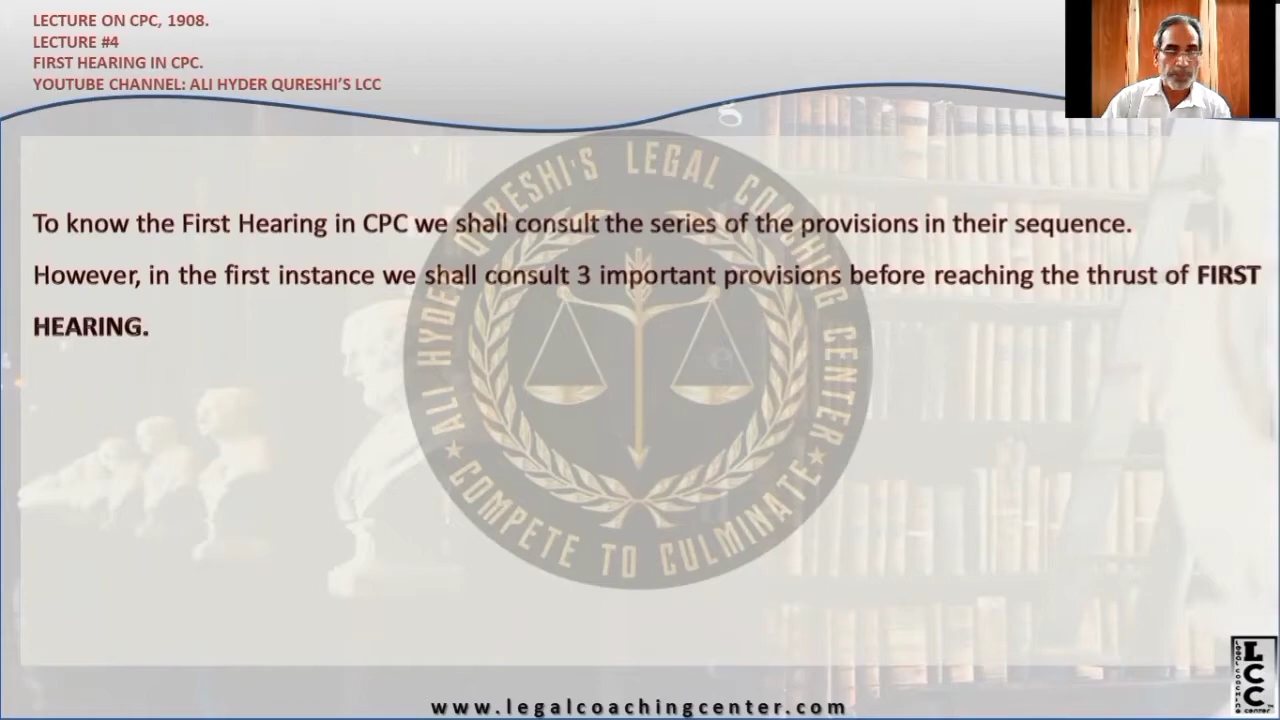 LECTURE ON CPC, 1908.
LECTURE #4
FIRST HEARING IN CPC.
YOUTUBE CHANNEL: ALI HYDER QURESHI'S LCC
To know the First Hearing in CPC we shall consult the series of the provisions in their sequence.
However, in the first instance we shall consult 3 important provisions before reaching the thrust of FIRST
HEARING.
ALI HYDER QURESHI'S LEGAL COACHING CENTER
COMPETE TO CULMINATE
www.legalcoachingcenter.com
LCC